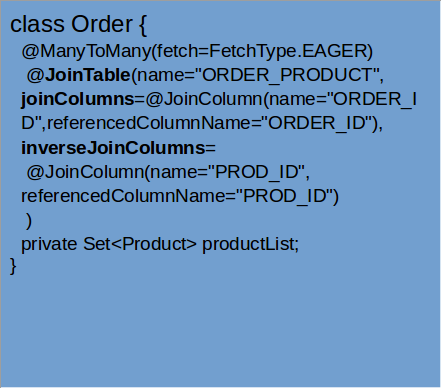 class Order {
@ManyToMany(fetch=FetchType.EAGER)
@JoinTable(name="ORDER_PRODUCT",
joinColumns=@JoinColumn(name="ORDER_I
D",referencedColumnName="ORDER_ID"),
inverseJoinColumns=
@JoinColumn(name="PROD_ID",
referencedColumnName="PROD_ID")
)
private Set<Product> productList;
}